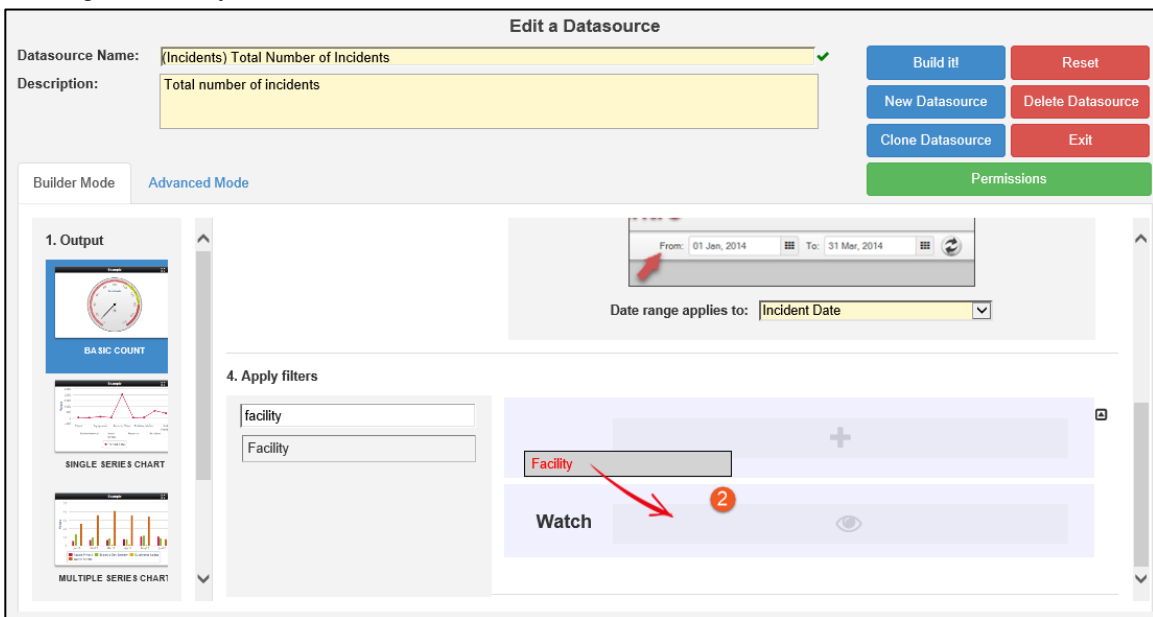 Edit a Datasource
Datasource Name:
(Incidents) Total Number of Incidents
Description:
Total number of incidents
Build it!
Reset
New Datasource
Delete Datasource
Clone Datasource
Exit
Permissions
Builder Mode
Advanced Mode
1. Output
Example
BASIC COUNT
Example
SINGLE SERIES CHART
Example
MULTIPLE SERIES CHART
From: 01 Jan, 2014 To: 31 Mar, 2014
Date range applies to: Incident Date
4. Apply filters
facility
Facility
Facility
2
Watch